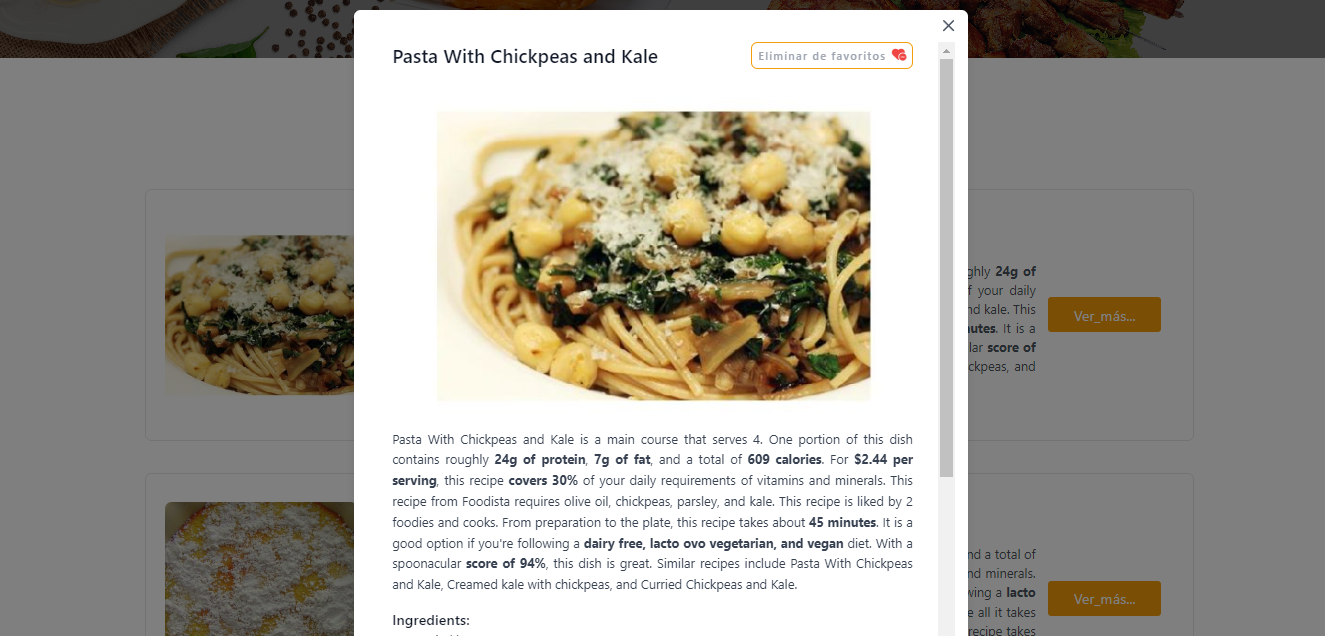 Pasta With Chickpeas and Kale
Eliminar de favoritos
Pasta With Chickpeas and Kale is a main course that serves 4. One portion of this dish
contains roughly 24g of protein, 7g of fat, and a total of 609 calories. For $2.44 per
serving, this recipe covers 30% of your daily requirements of vitamins and minerals. This
recipe from Foodista requires olive oil, chickpeas, parsley, and kale. This recipe is liked by 2
foodies and cooks. From preparation to the plate, this recipe takes about 45 minutes. It is a
good option if you're following a dairy free, lacto ovo vegetarian, and vegan diet. With a
spoonacular score of 94%, this dish is great. Similar recipes include Pasta With Chickpeas
and Kale, Creamed kale with chickpeas, and Curried Chickpeas and Kale.
Ingredients:
24g of
your daily
nd kale. This
. It is a
score of
and
Ver_más...
nd a total of
nd minerals.
a lacto
all it takes
recipe takes
Ver_más...